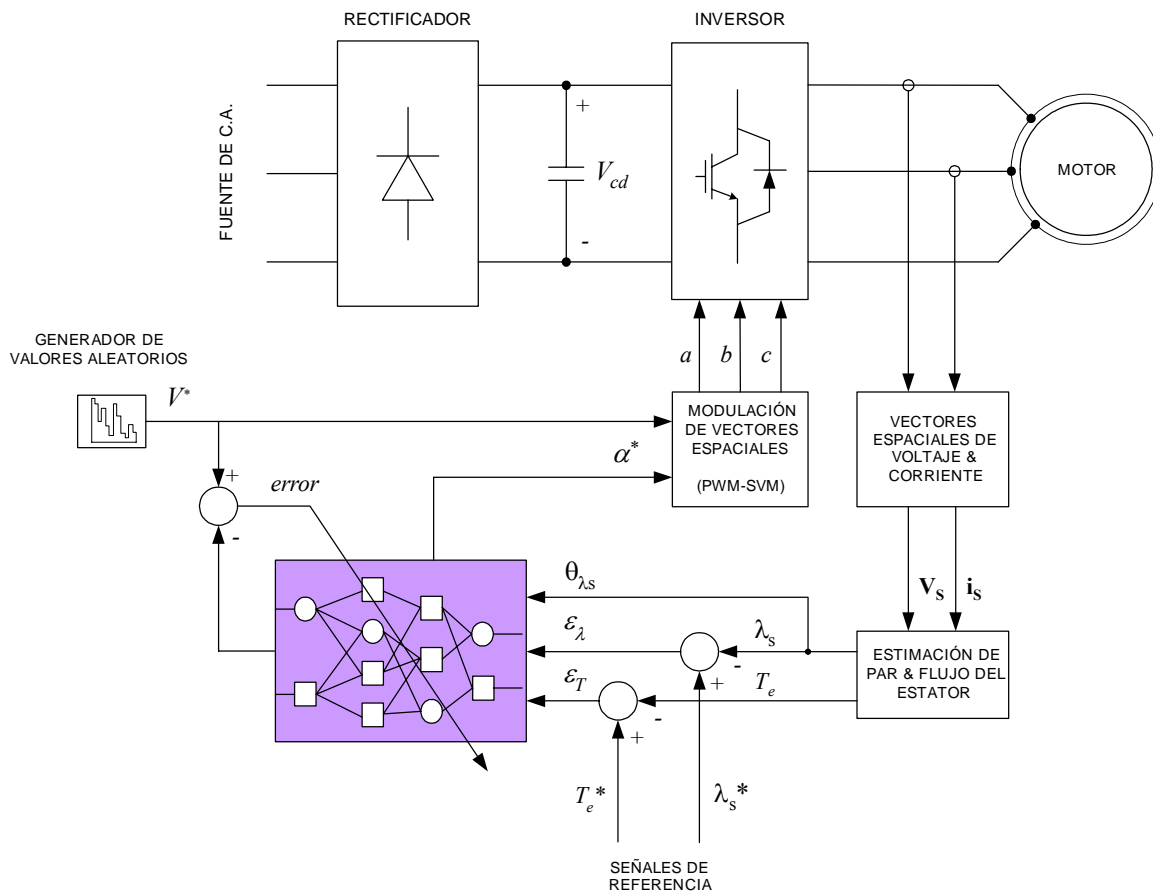 RECTIFICADOR
INVERSOR
FUENTE DE C.A.
+
V_cd
-
MOTOR
GENERADOR DE
VALORES ALEATORIOS
V*
a
b
c
MODULACIÓN
DE VECTORES
ESPACIALES
(PWM-SVM)
α*
VECTORES
ESPACIALES DE
VOLTAJE &
CORRIENTE
+
-
error
V_S
i_S
θ_λs
ε_λ
ε_T
λ_s
-
+
T_e
-
+
ESTIMACIÓN DE
PAR & FLUJO DEL
ESTATOR
T_e*
λ_s*
SEÑALES DE
REFERENCIA